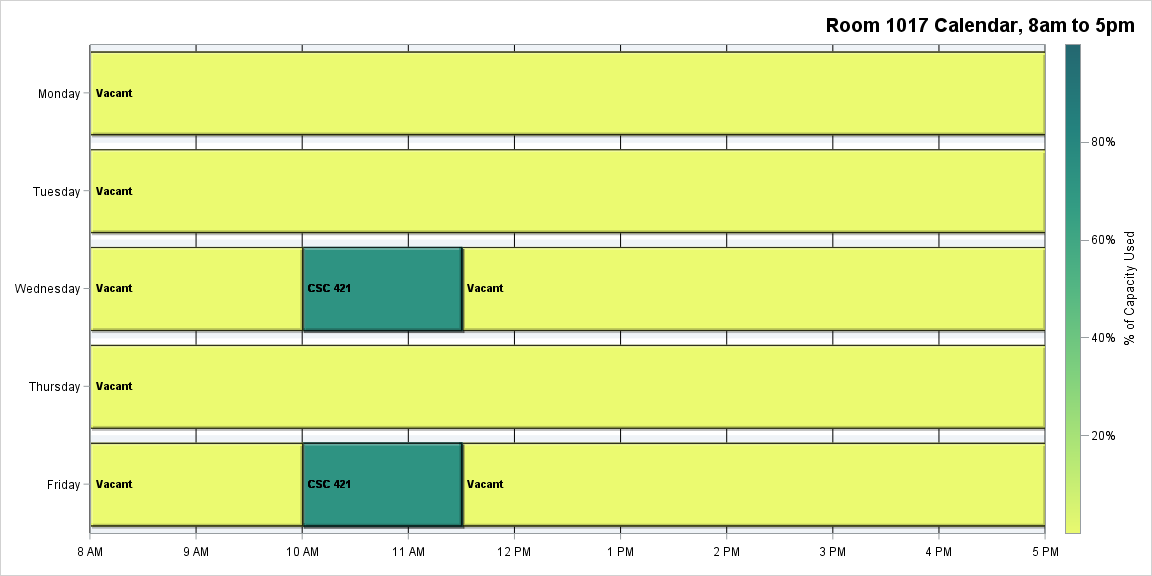 Room 1017 Calendar, 8am to 5pm
Monday
Vacant
Tuesday
Vacant
Wednesday
Vacant
CSC 421
Vacant
Thursday
Vacant
Friday
Vacant
CSC 421
Vacant
8 AM 9 AM 10 AM 11 AM 12 PM 1 PM 2 PM 3 PM 4 PM 5 PM
80%
60%
40%
20%
% of Capacity Used